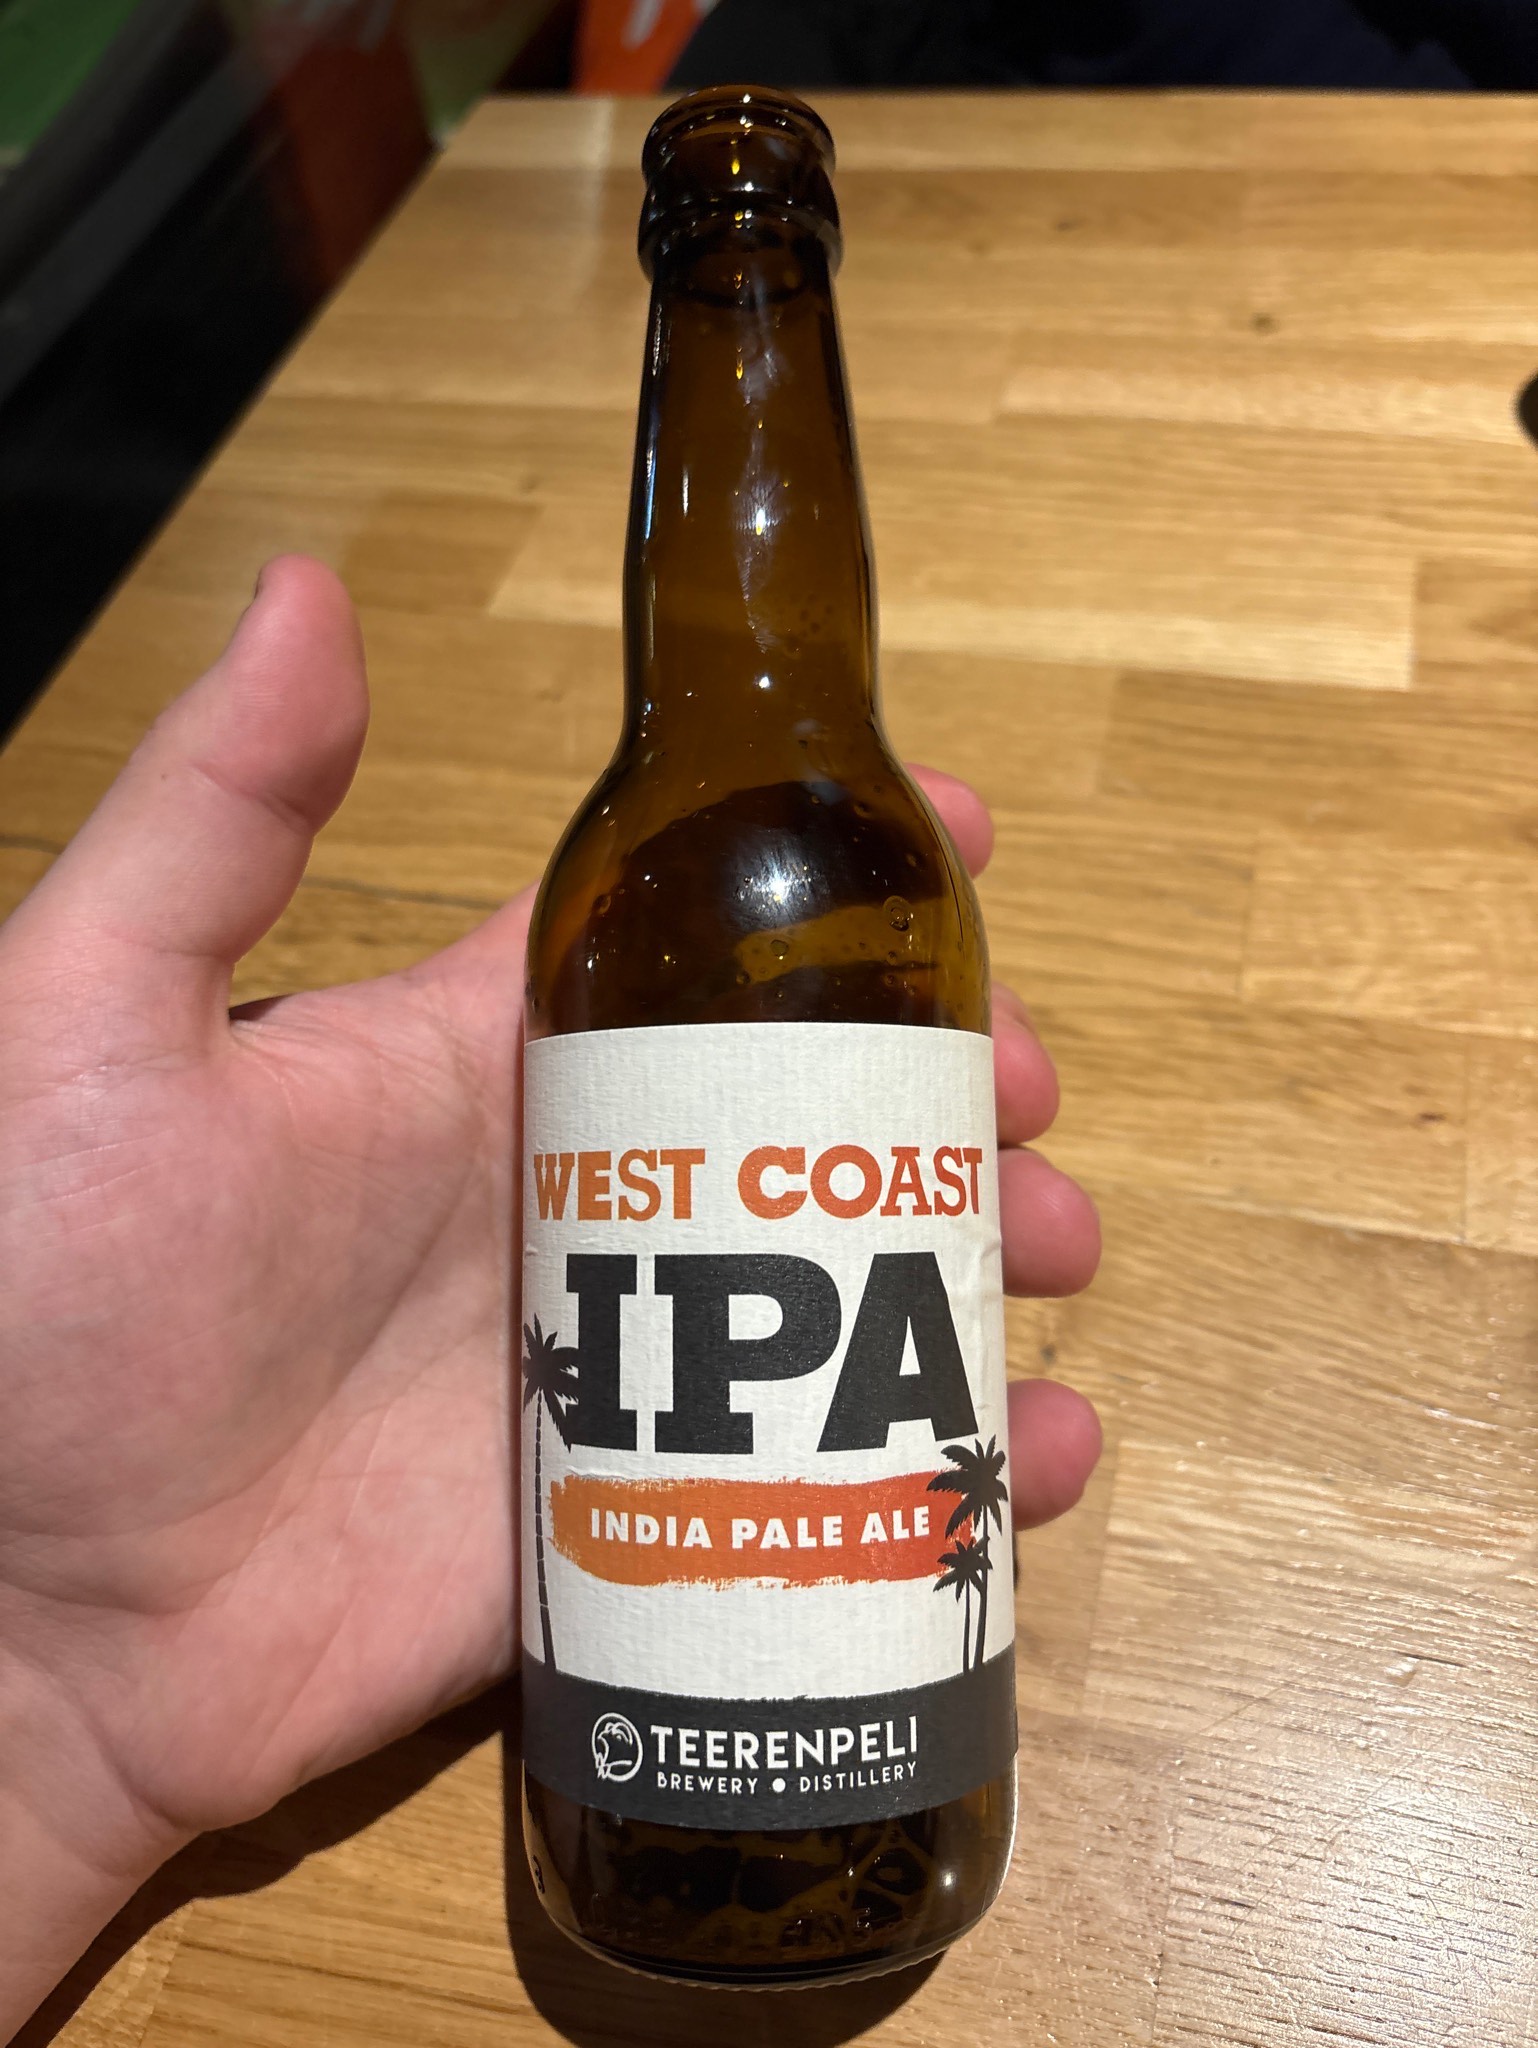 WEST COAST
IPA
INDIA PALE ALE
TEERENPELI
BREWERY • DISTILLERY